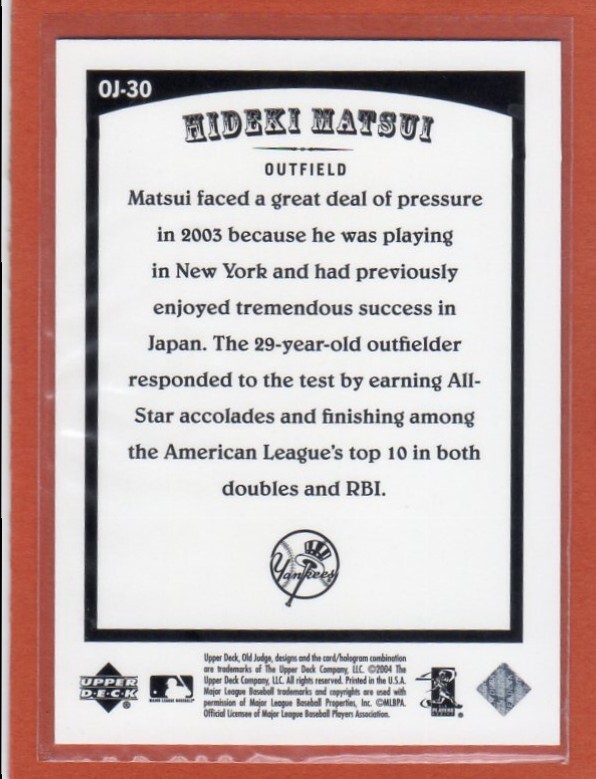 OJ-30
HIDEKI MATSUI
OUTFIELD
Matsui faced a great deal of pressure
in 2003 because he was playing
in New York and had previously
enjoyed tremendous success in
Japan. The 29-year-old outfielder
responded to the test by earning All-
Star accolades and finishing among
the American League's top 10 in both
doubles and RBI.
Yankees
Upper Deck, Old Judge, designs and the card/hologram combination
are trademarks of The Upper Deck Company, LLC. ©2004 The
Upper Deck Company, LLC. All rights reserved. Printed in the U.S.A.
Major League Baseball trademarks and copyrights are used with
permission of Major League Baseball Properties, Inc. ©MLBPA.
Official Licensee of Major League Baseball Players Association.
UPPER
DECK
®
MAJOR LEAGUE BASEBALL
PLAYERS
CHOICE
®